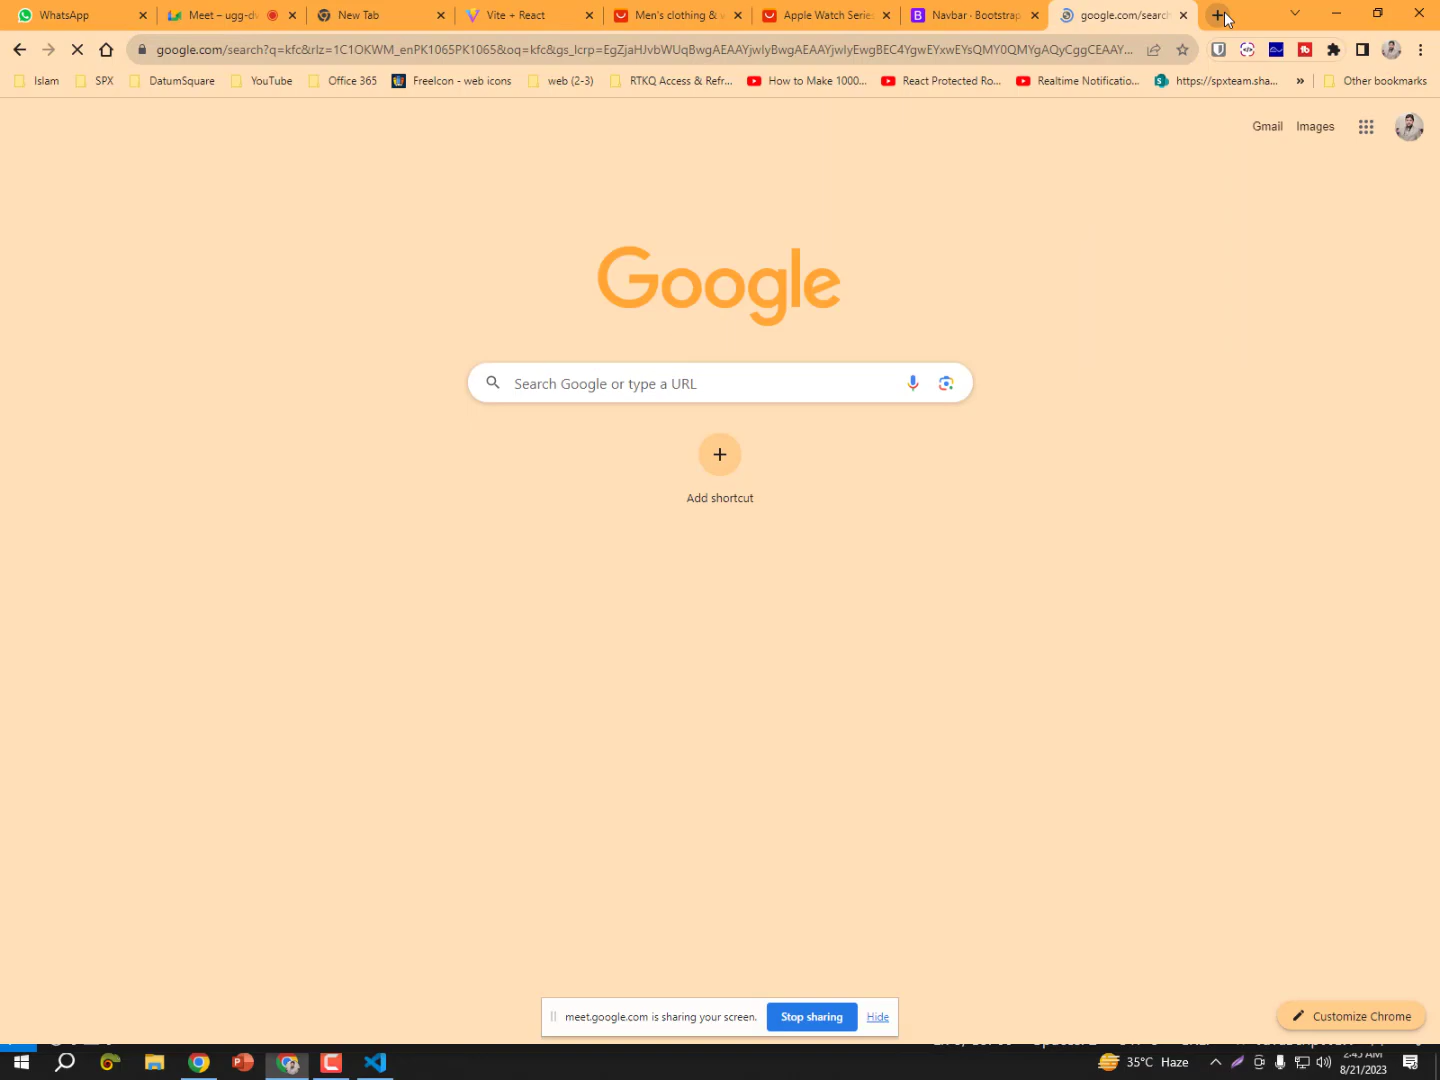 WhatsApp
Meet – ugg-dv
New Tab
Vite + React
Men's clothing &
Apple Watch Series
Navbar · Bootstrap
google.com/search
google.com/search?q=kfc&rlz=1C1OKWM_enPK1065PK1065&oq=kfc&gs_lcrp=EgZjaHJvbWUqBwgAEAAYjwIyBwgAEAAYjwIyEwgBEC4YgwEYxwEYsQMY0QMYgAQyCggCEAAY...
Islam
SPX
DatumSquare
YouTube
Office 365
FreeIcon - web icons
web (2-3)
RTKQ Access & Refr...
How to Make 1000...
React Protected Ro...
Realtime Notificatio...
https://spxteam.sha...
»
Other bookmarks
Gmail
Images
Google
Search Google or type a URL
Add shortcut
meet.google.com is sharing your screen.
Stop sharing
Hide
Customize Chrome
35°C Haze
8/21/2023